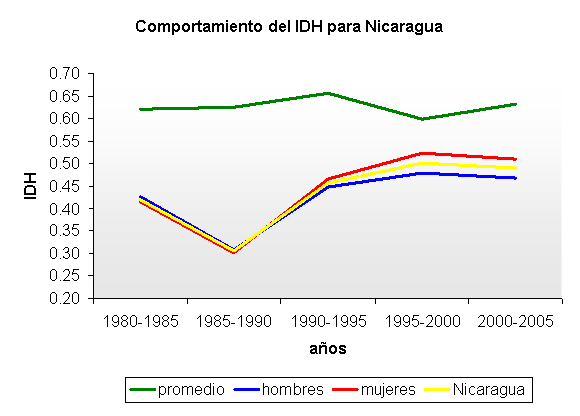 Comportamiento del IDH para Nicaragua
0.70
0.65
0.60
0.55
0.50
0.45
0.40
0.35
0.30
0.25
0.20
IDH
1980-1985 1985-1990 1990-1995 1995-2000 2000-2005
años
promedio hombres mujeres Nicaragua